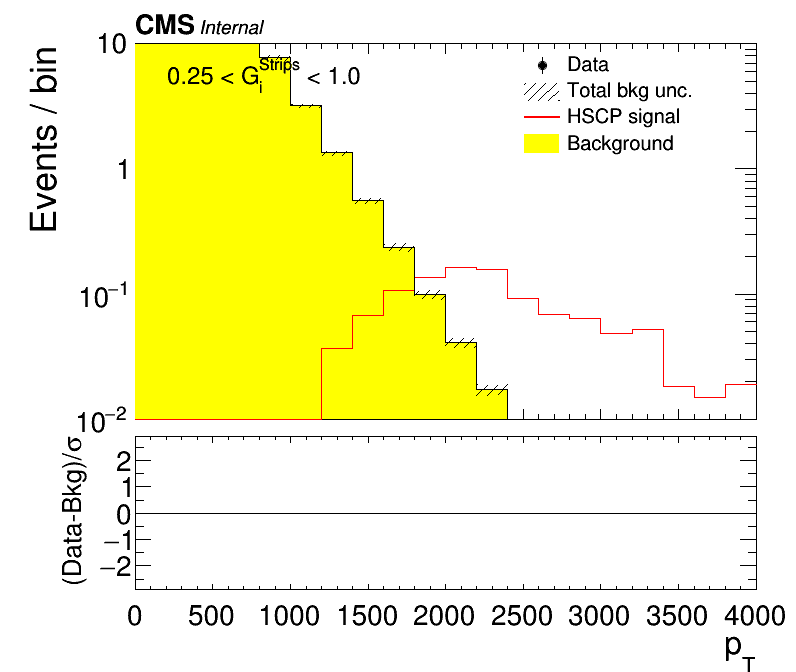 CMS Internal
10
0.25 < G_i^Strips < 1.0
Data
Total bkg unc.
HSCP signal
Background
Events / bin
1
10^−1
10^−2
(Data-Bkg)/σ
2
1
0
−1
−2
0 500 1000 1500 2000 2500 3000 3500 4000
p_T